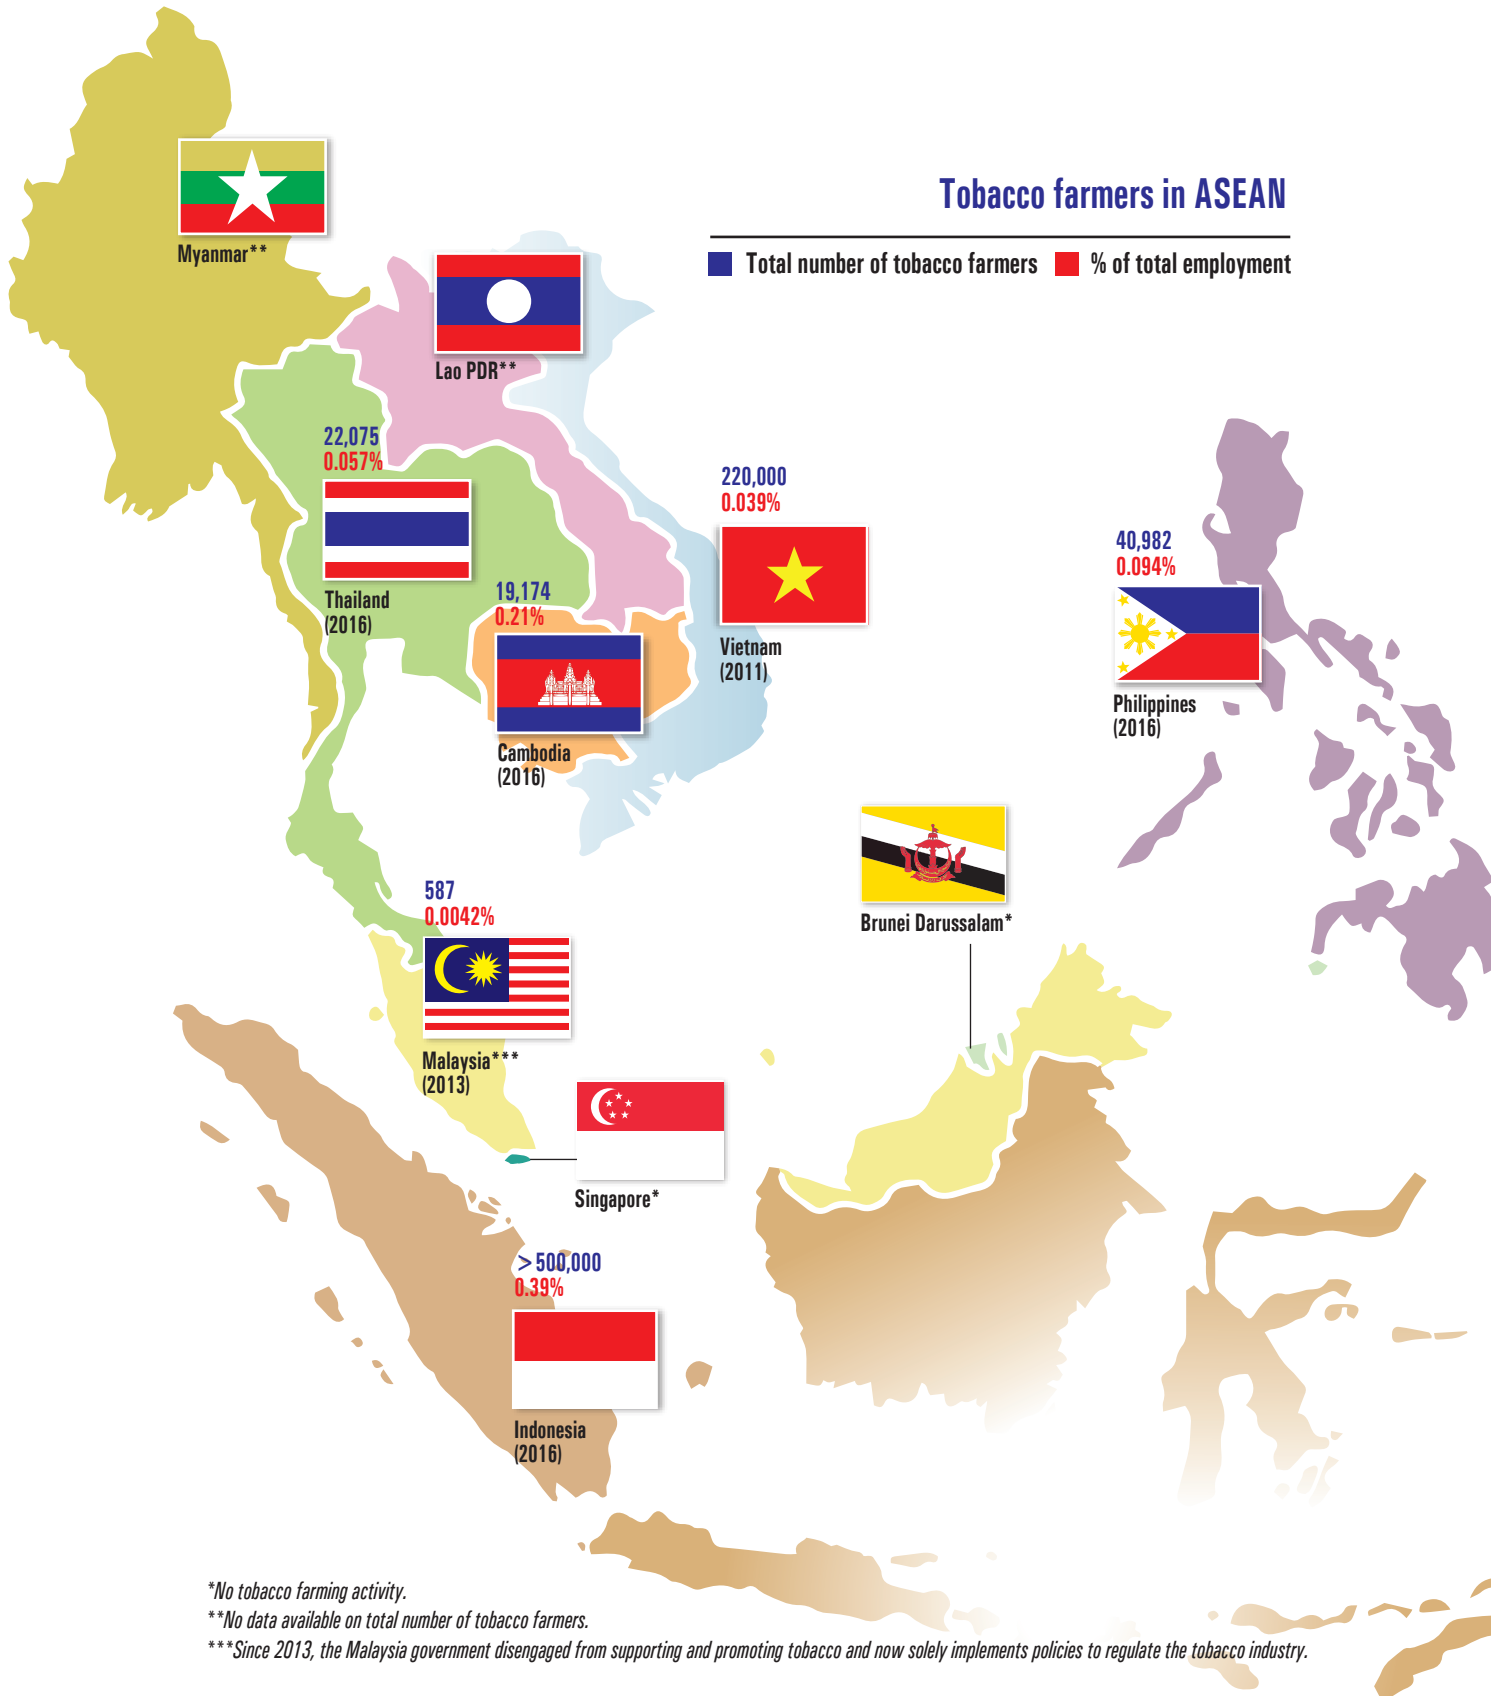 Tobacco farmers in ASEAN
Total number of tobacco farmers % of total employment
Myanmar**
Lao PDR**
22,075
0.057%
Thailand
(2016)
19,174
0.21%
Cambodia
(2016)
220,000
0.039%
Vietnam
(2011)
40,982
0.094%
Philippines
(2016)
Brunei Darussalam*
587
0.0042%
Malaysia***
(2013)
Singapore*
>500,000
0.39%
Indonesia
(2016)
*No tobacco farming activity.
**No data available on total number of tobacco farmers.
***Since 2013, the Malaysia government disengaged from supporting and promoting tobacco and now solely implements policies to regulate the tobacco industry.